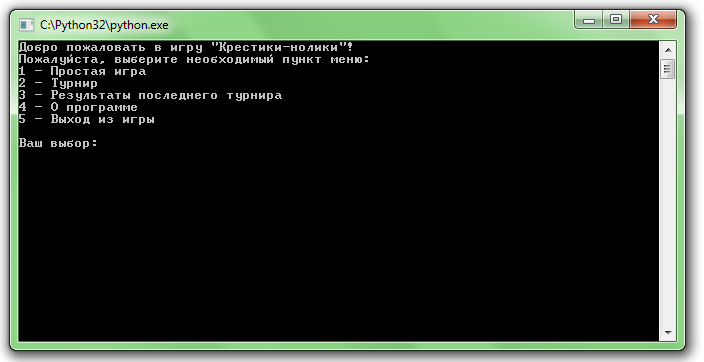 C:\Python32\python.exe
Добро пожаловать в игру "Крестики-нолики"!
Пожалуйста, выберите необходимый пункт меню:
1 - Простая игра
2 - Турнир
3 - Результаты последнего турнира
4 - О программе
5 - Выход из игры
Ваш выбор: